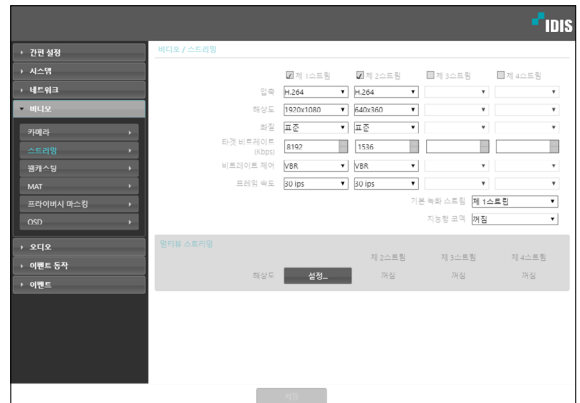 IDIS
간편 설정
시스템
네트워크
비디오
카메라
스트리밍
웹캐스팅
MAT
프라이버시 마스킹
OSD
오디오
이벤트 동작
이벤트
비디오 / 스트리밍
제 1스트림 제 2스트림 제 3스트림 제 4스트림
압축 H.264 H.264
해상도 1920x1080 640x360
화질 표준 표준
타겟 비트레이트 (Kbps) 8192 1536
비트레이트 제어 VBR VBR
프레임 속도 30 ips 30 ips
기본 녹화 스트림 제 1스트림
지능형 코덱 꺼짐
멀티뷰 스트리밍
제 2스트림 제 3스트림 제 4스트림
해상도 설정... 꺼짐 꺼짐 꺼짐